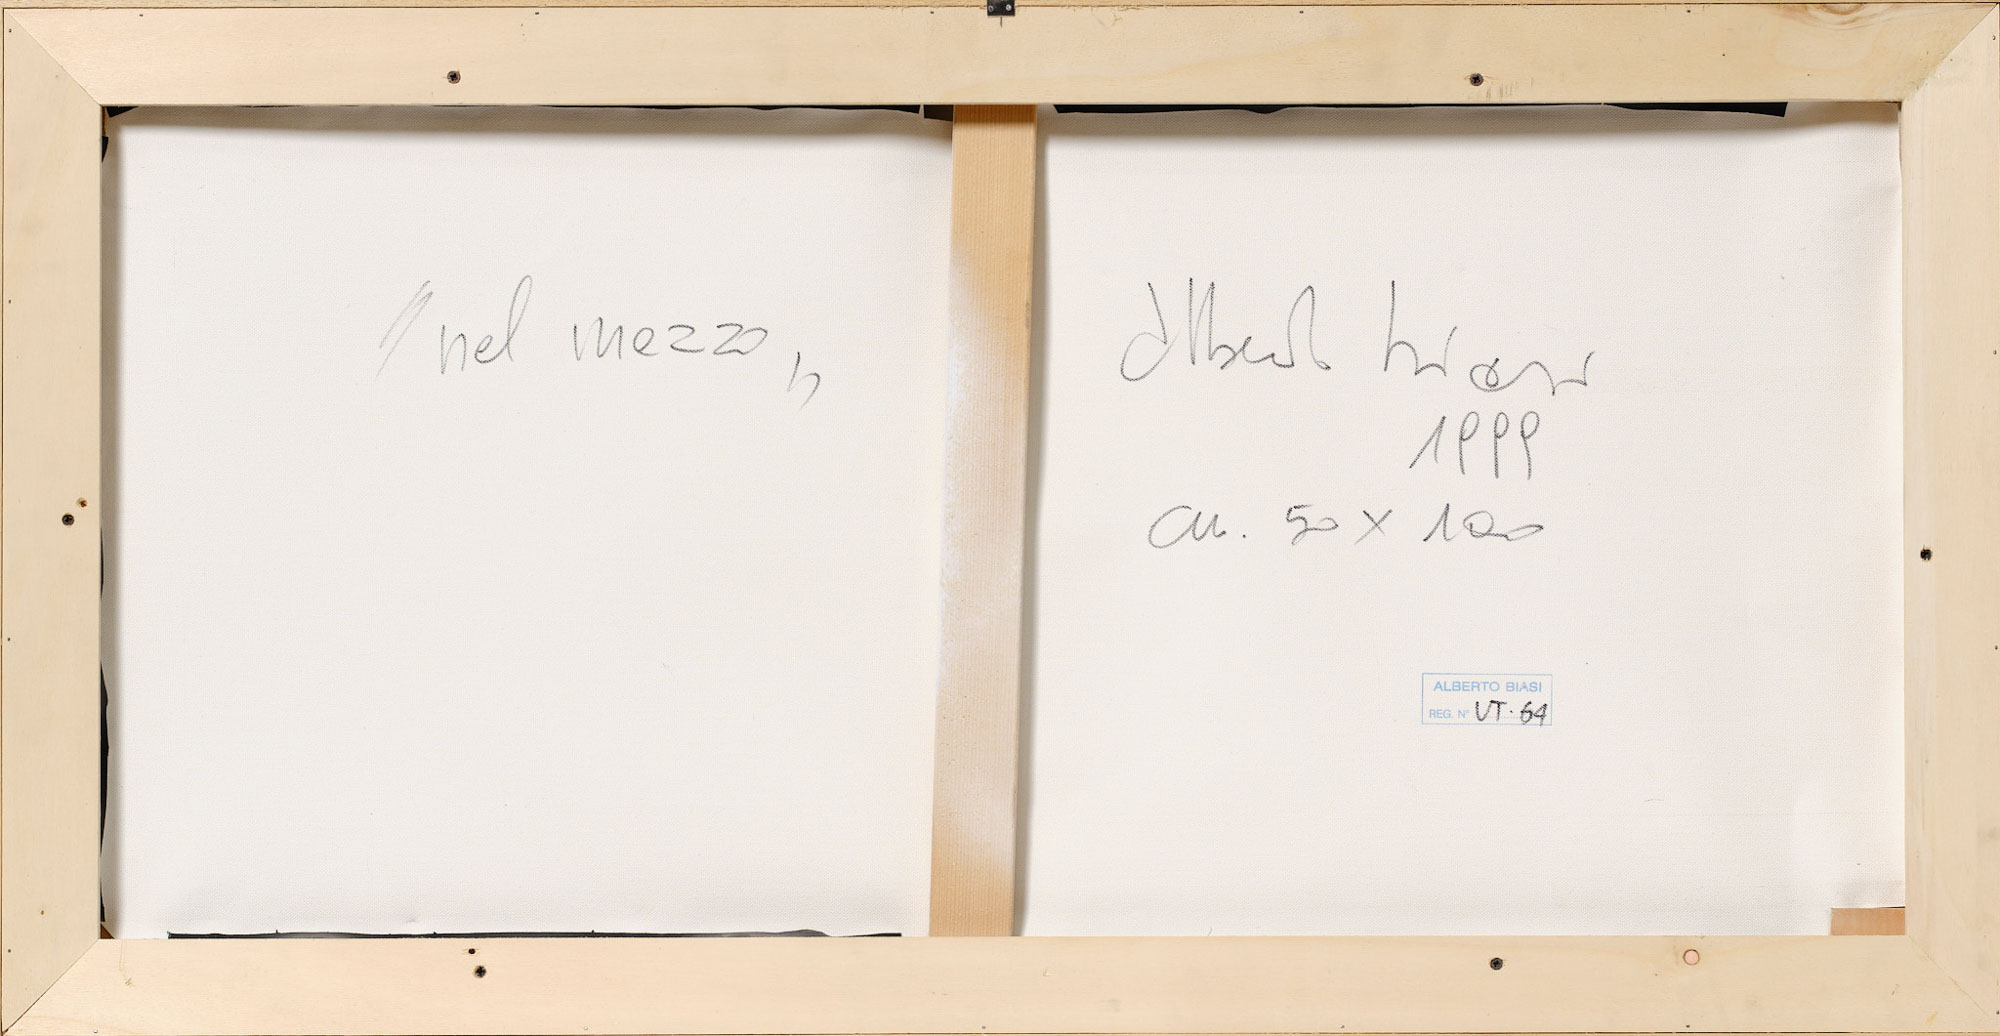 "nel mezzo„
Alberto Biasi
1999
cm. 50 x 100
ALBERTO BIASI
REG. N° VT. 64